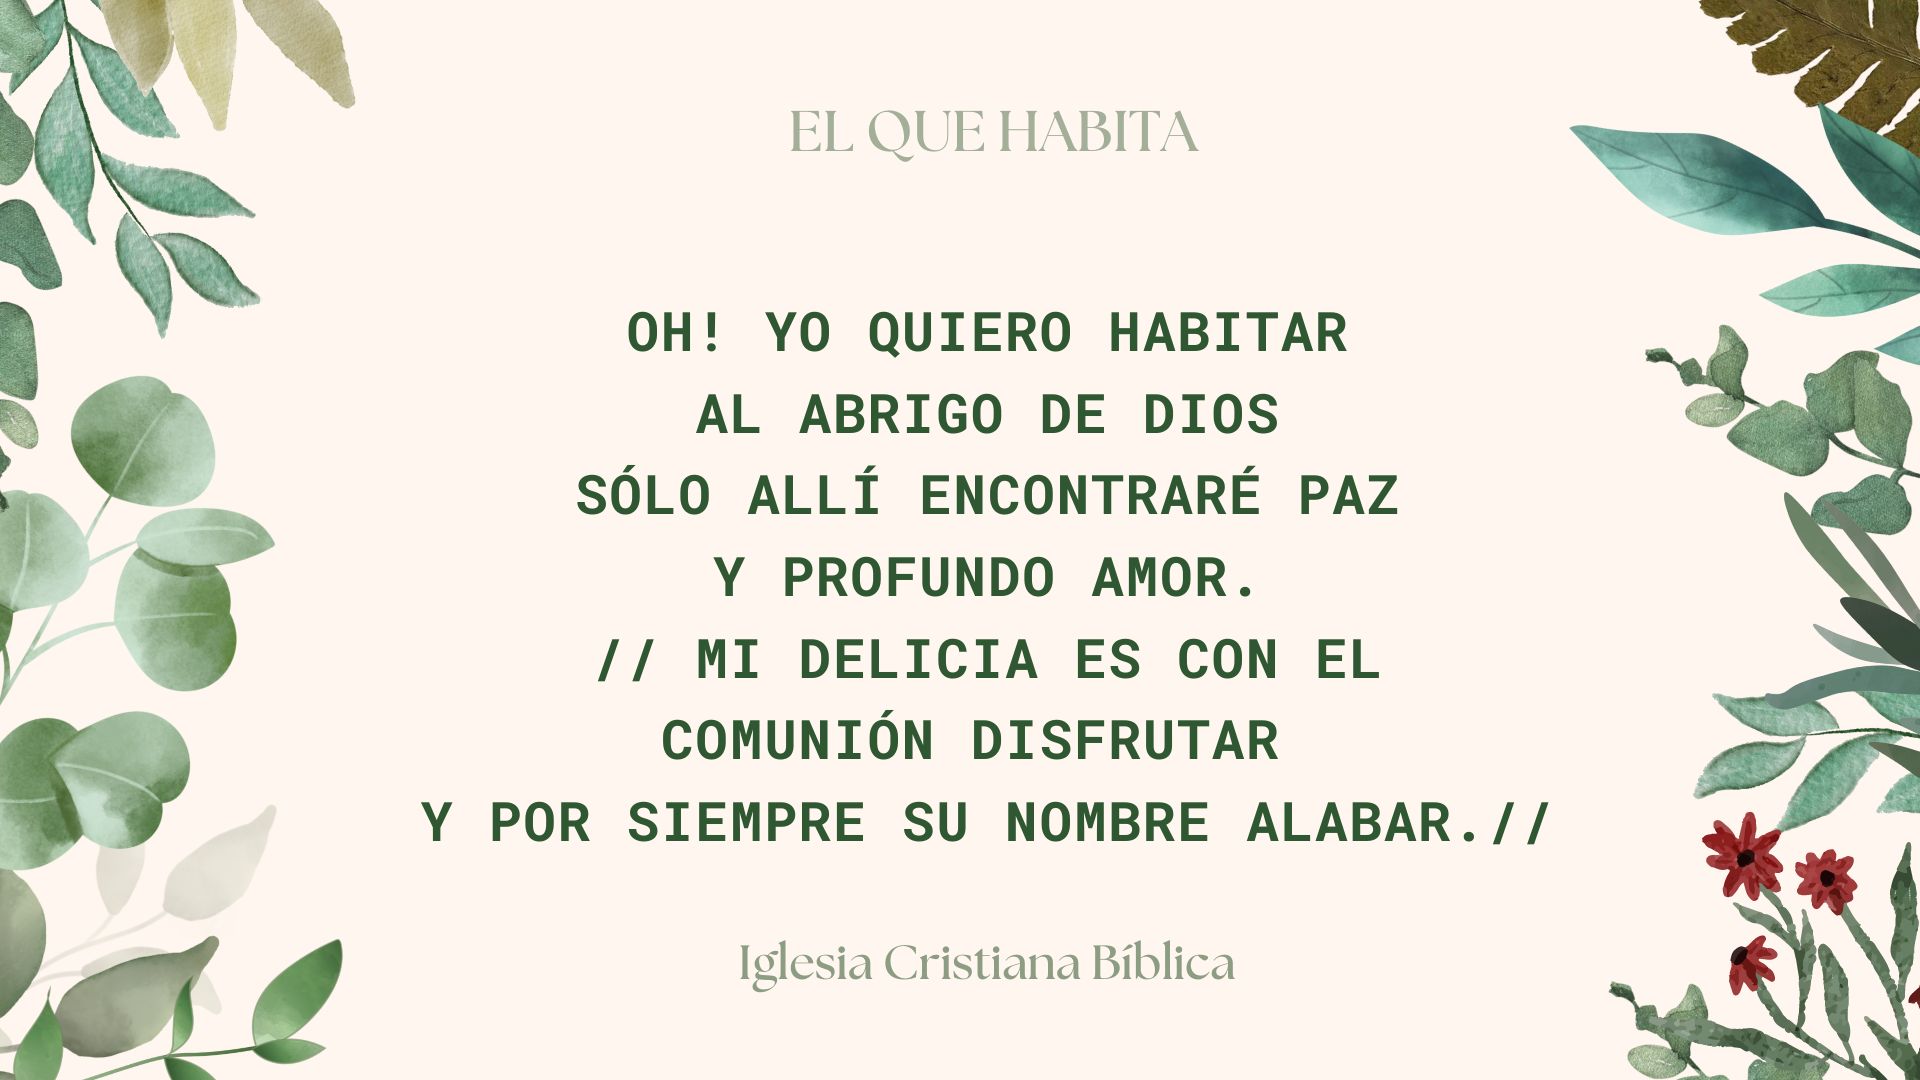 EL QUE HABITA
OH! YO QUIERO HABITAR
AL ABRIGO DE DIOS
SÓLO ALLÍ ENCONTRARÉ PAZ
Y PROFUNDO AMOR.
// MI DELICIA ES CON EL
COMUNIÓN DISFRUTAR
Y POR SIEMPRE SU NOMBRE ALABAR.//
Iglesia Cristiana Bíblica